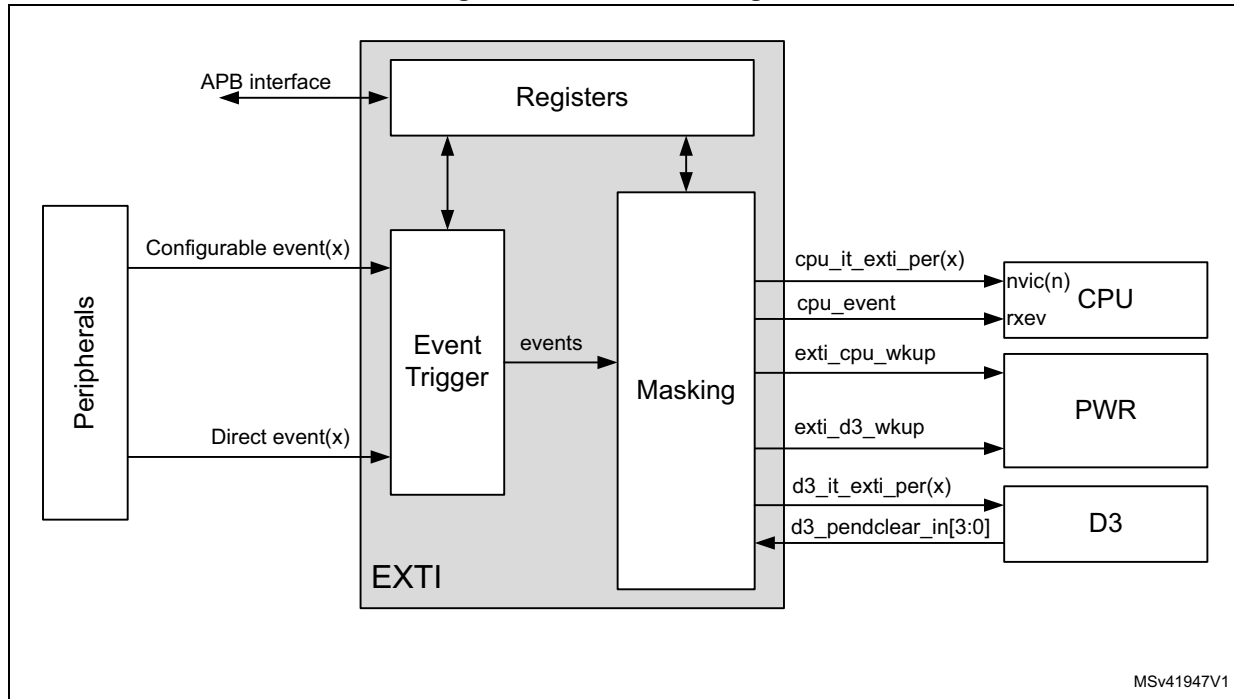 APB interface
Registers
Peripherals
Configurable event(x)
Direct event(x)
Event
Trigger
events
Masking
EXTI
cpu_it_exti_per(x)
cpu_event
nvic(n)
rxev
CPU
exti_cpu_wkup
exti_d3_wkup
PWR
d3_it_exti_per(x)
d3_pendclear_in[3:0]
D3
MSv41947V1